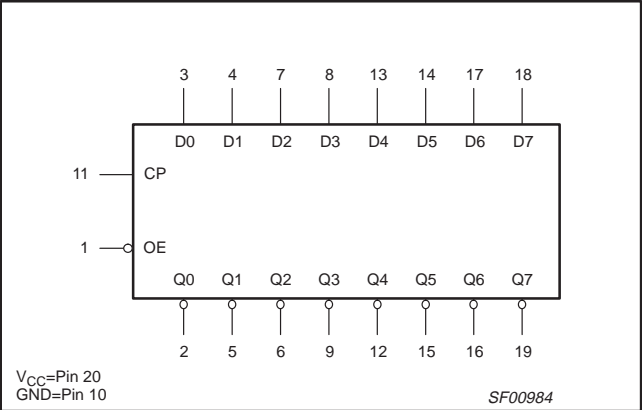 3 4 7 8 13 14 17 18
D0 D1 D2 D3 D4 D5 D6 D7
11 CP
1 OE
Q0 Q1 Q2 Q3 Q4 Q5 Q6 Q7
2 5 6 9 12 15 16 19
VCC=Pin 20
GND=Pin 10
SF00984